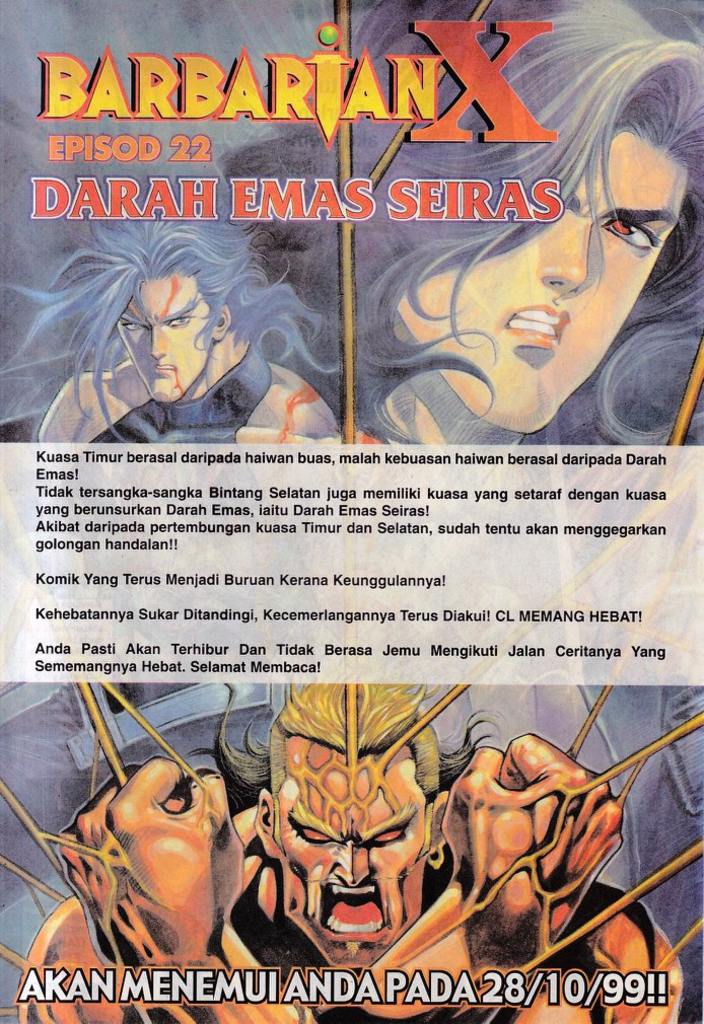 BARBARIAN X
EPISOD 22
DARAH EMAS SEIRAS
Kuasa Timur berasal daripada haiwan buas, malah kebuasan haiwan berasal daripada Darah
Emas!
Tidak tersangka-sangka Bintang Selatan juga memiliki kuasa yang setaraf dengan kuasa
yang berunsurkan Darah Emas, iaitu Darah Emas Seiras!
Akibat daripada pertembungan kuasa Timur dan Selatan, sudah tentu akan menggegarkan
golongan handalan!!
Komik Yang Terus Menjadi Buruan Kerana Keunggulannya!
Kehebatannya Sukar Ditandingi, Kecemerlangannya Terus Diakui! CL MEMANG HEBAT!
Anda Pasti Akan Terhibur Dan Tidak Berasa Jemu Mengikuti Jalan Ceritanya Yang
Sememangnya Hebat. Selamat Membaca!
AKAN MENEMUI ANDA PADA 28/10/99!!